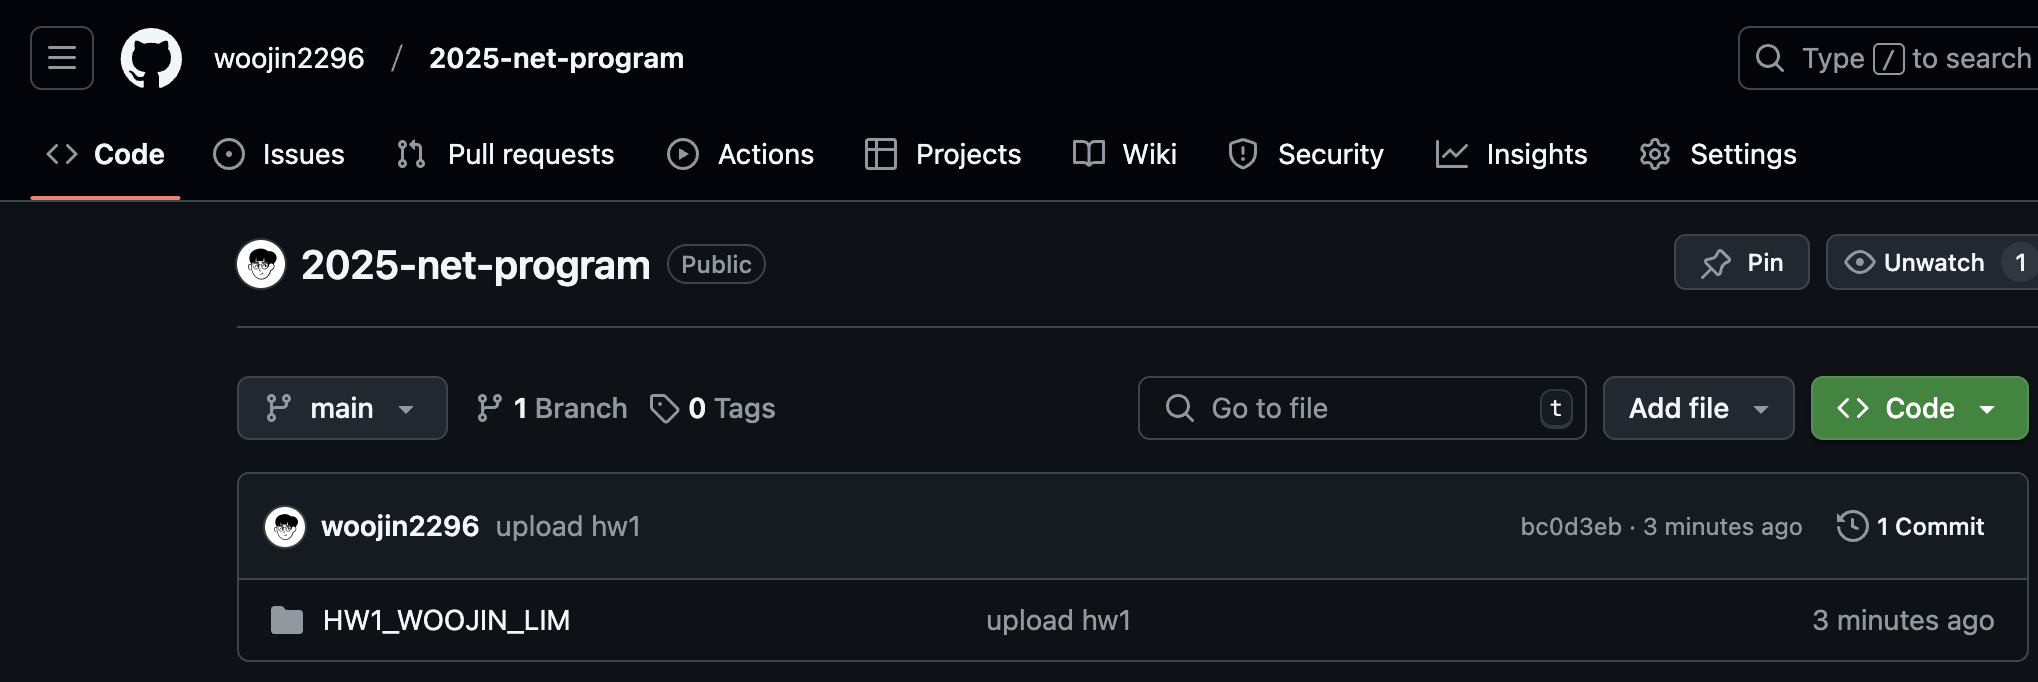 woojin2296 / 2025-net-program
Type / to search
Code Issues Pull requests Actions Projects Wiki Security Insights Settings
2025-net-program Public
Pin Unwatch 1
main 1 Branch 0 Tags Go to file t Add file Code
woojin2296 upload hw1 bc0d3eb · 3 minutes ago 1 Commit
HW1_WOOJIN_LIM upload hw1 3 minutes ago